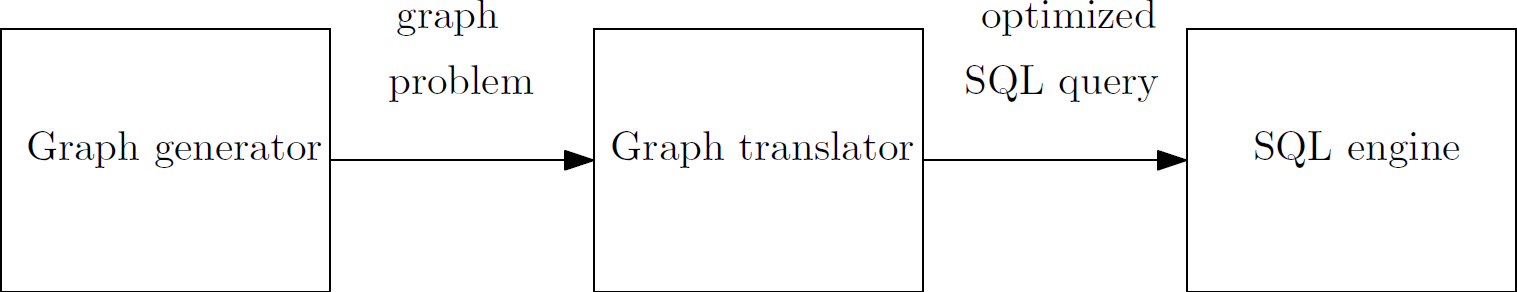 graph
problem
optimized
SQL query
Graph generator
Graph translator
SQL engine